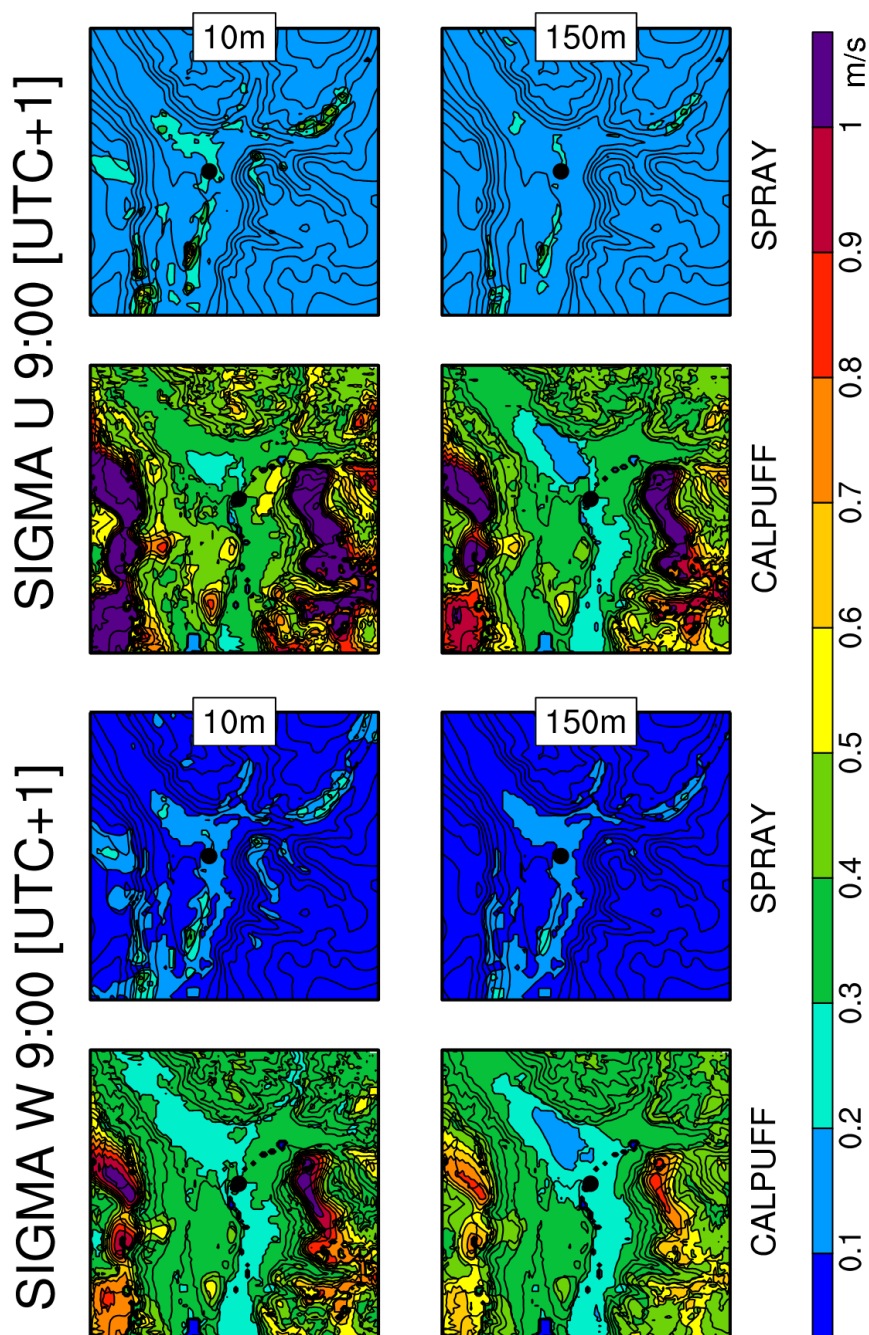 SIGMA U 9:00 [UTC+1]
10m
150m
SPRAY
CALPUFF
SIGMA W 9:00 [UTC+1]
10m
150m
SPRAY
CALPUFF
m/s
1
0.9
0.8
0.7
0.6
0.5
0.4
0.3
0.2
0.1